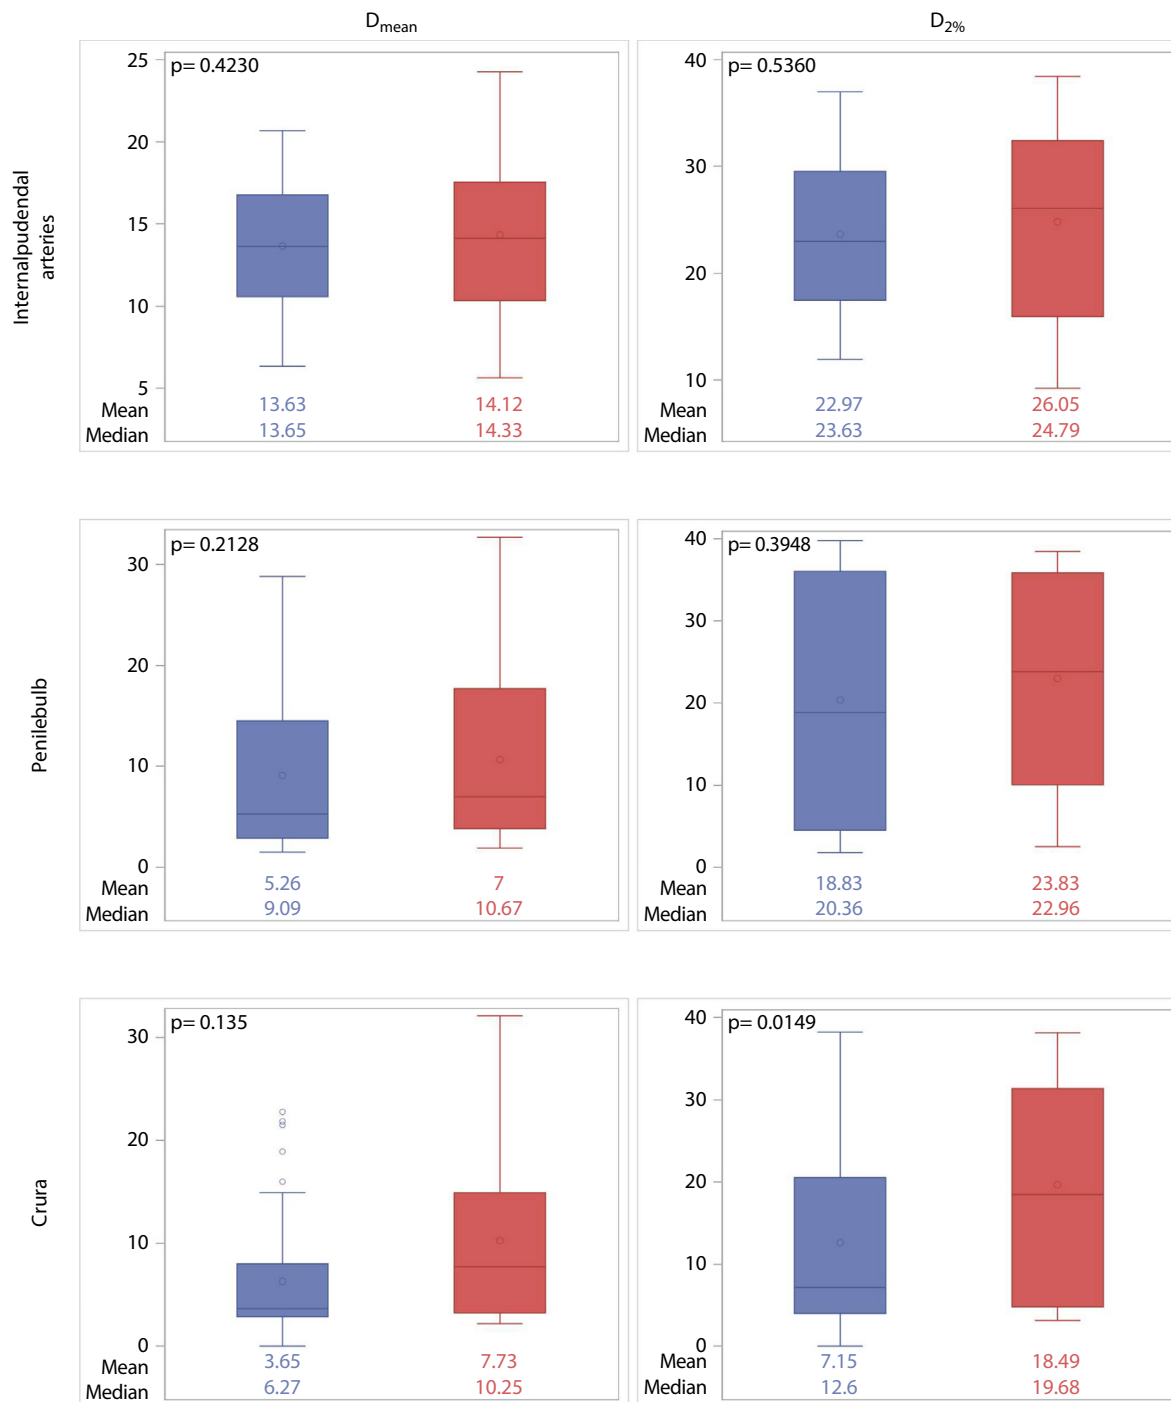 Dmean
D2%
Internalpudendal
arteries
p= 0.4230
25
20
15
10
5
Mean 13.63 14.12
Median 13.65 14.33
p= 0.5360
40
30
20
10
Mean 22.97 26.05
Median 23.63 24.79
Penilebulb
p= 0.2128
30
20
10
0
Mean 5.26 7
Median 9.09 10.67
p= 0.3948
40
30
20
10
0
Mean 18.83 23.83
Median 20.36 22.96
Crura
p= 0.135
30
20
10
0
Mean 3.65 7.73
Median 6.27 10.25
p= 0.0149
40
30
20
10
0
Mean 7.15 18.49
Median 12.6 19.68